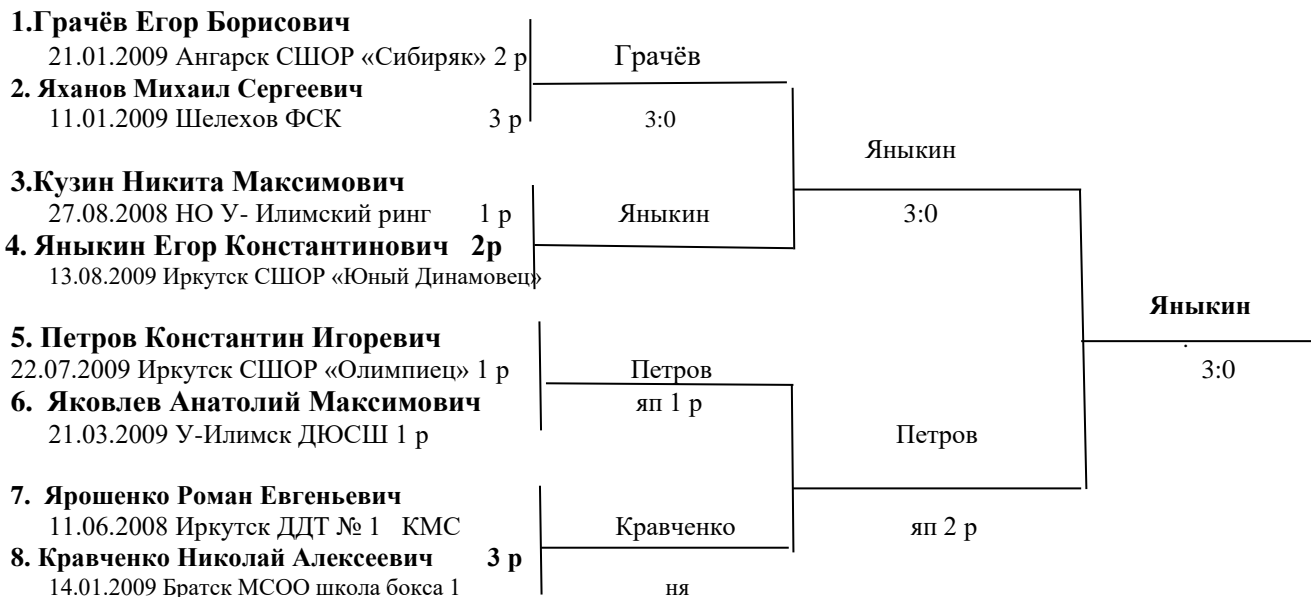 1.Грачёв Егор Борисович
21.01.2009 Ангарск СШОР «Сибиряк» 2 р
Грачёв
2. Яханов Михаил Сергеевич
11.01.2009 Шелехов ФСК 3 р
3:0
Яныкин
3.Кузин Никита Максимович
27.08.2008 НО У- Илимский ринг 1 р
Яныкин
3:0
4. Яныкин Егор Константинович 2р
13.08.2009 Иркутск СШОР «Юный Динамовец»
Яныкин
5. Петров Константин Игоревич
22.07.2009 Иркутск СШОР «Олимпиец» 1 р
Петров
3:0
6. Яковлев Анатолий Максимович
яп 1 р
21.03.2009 У-Илимск ДЮСШ 1 р
Петров
7. Ярошенко Роман Евгеньевич
11.06.2008 Иркутск ДДТ № 1 КМС
Кравченко
яп 2 р
8. Кравченко Николай Алексеевич 3 р
14.01.2009 Братск МСОО школа бокса 1
ня